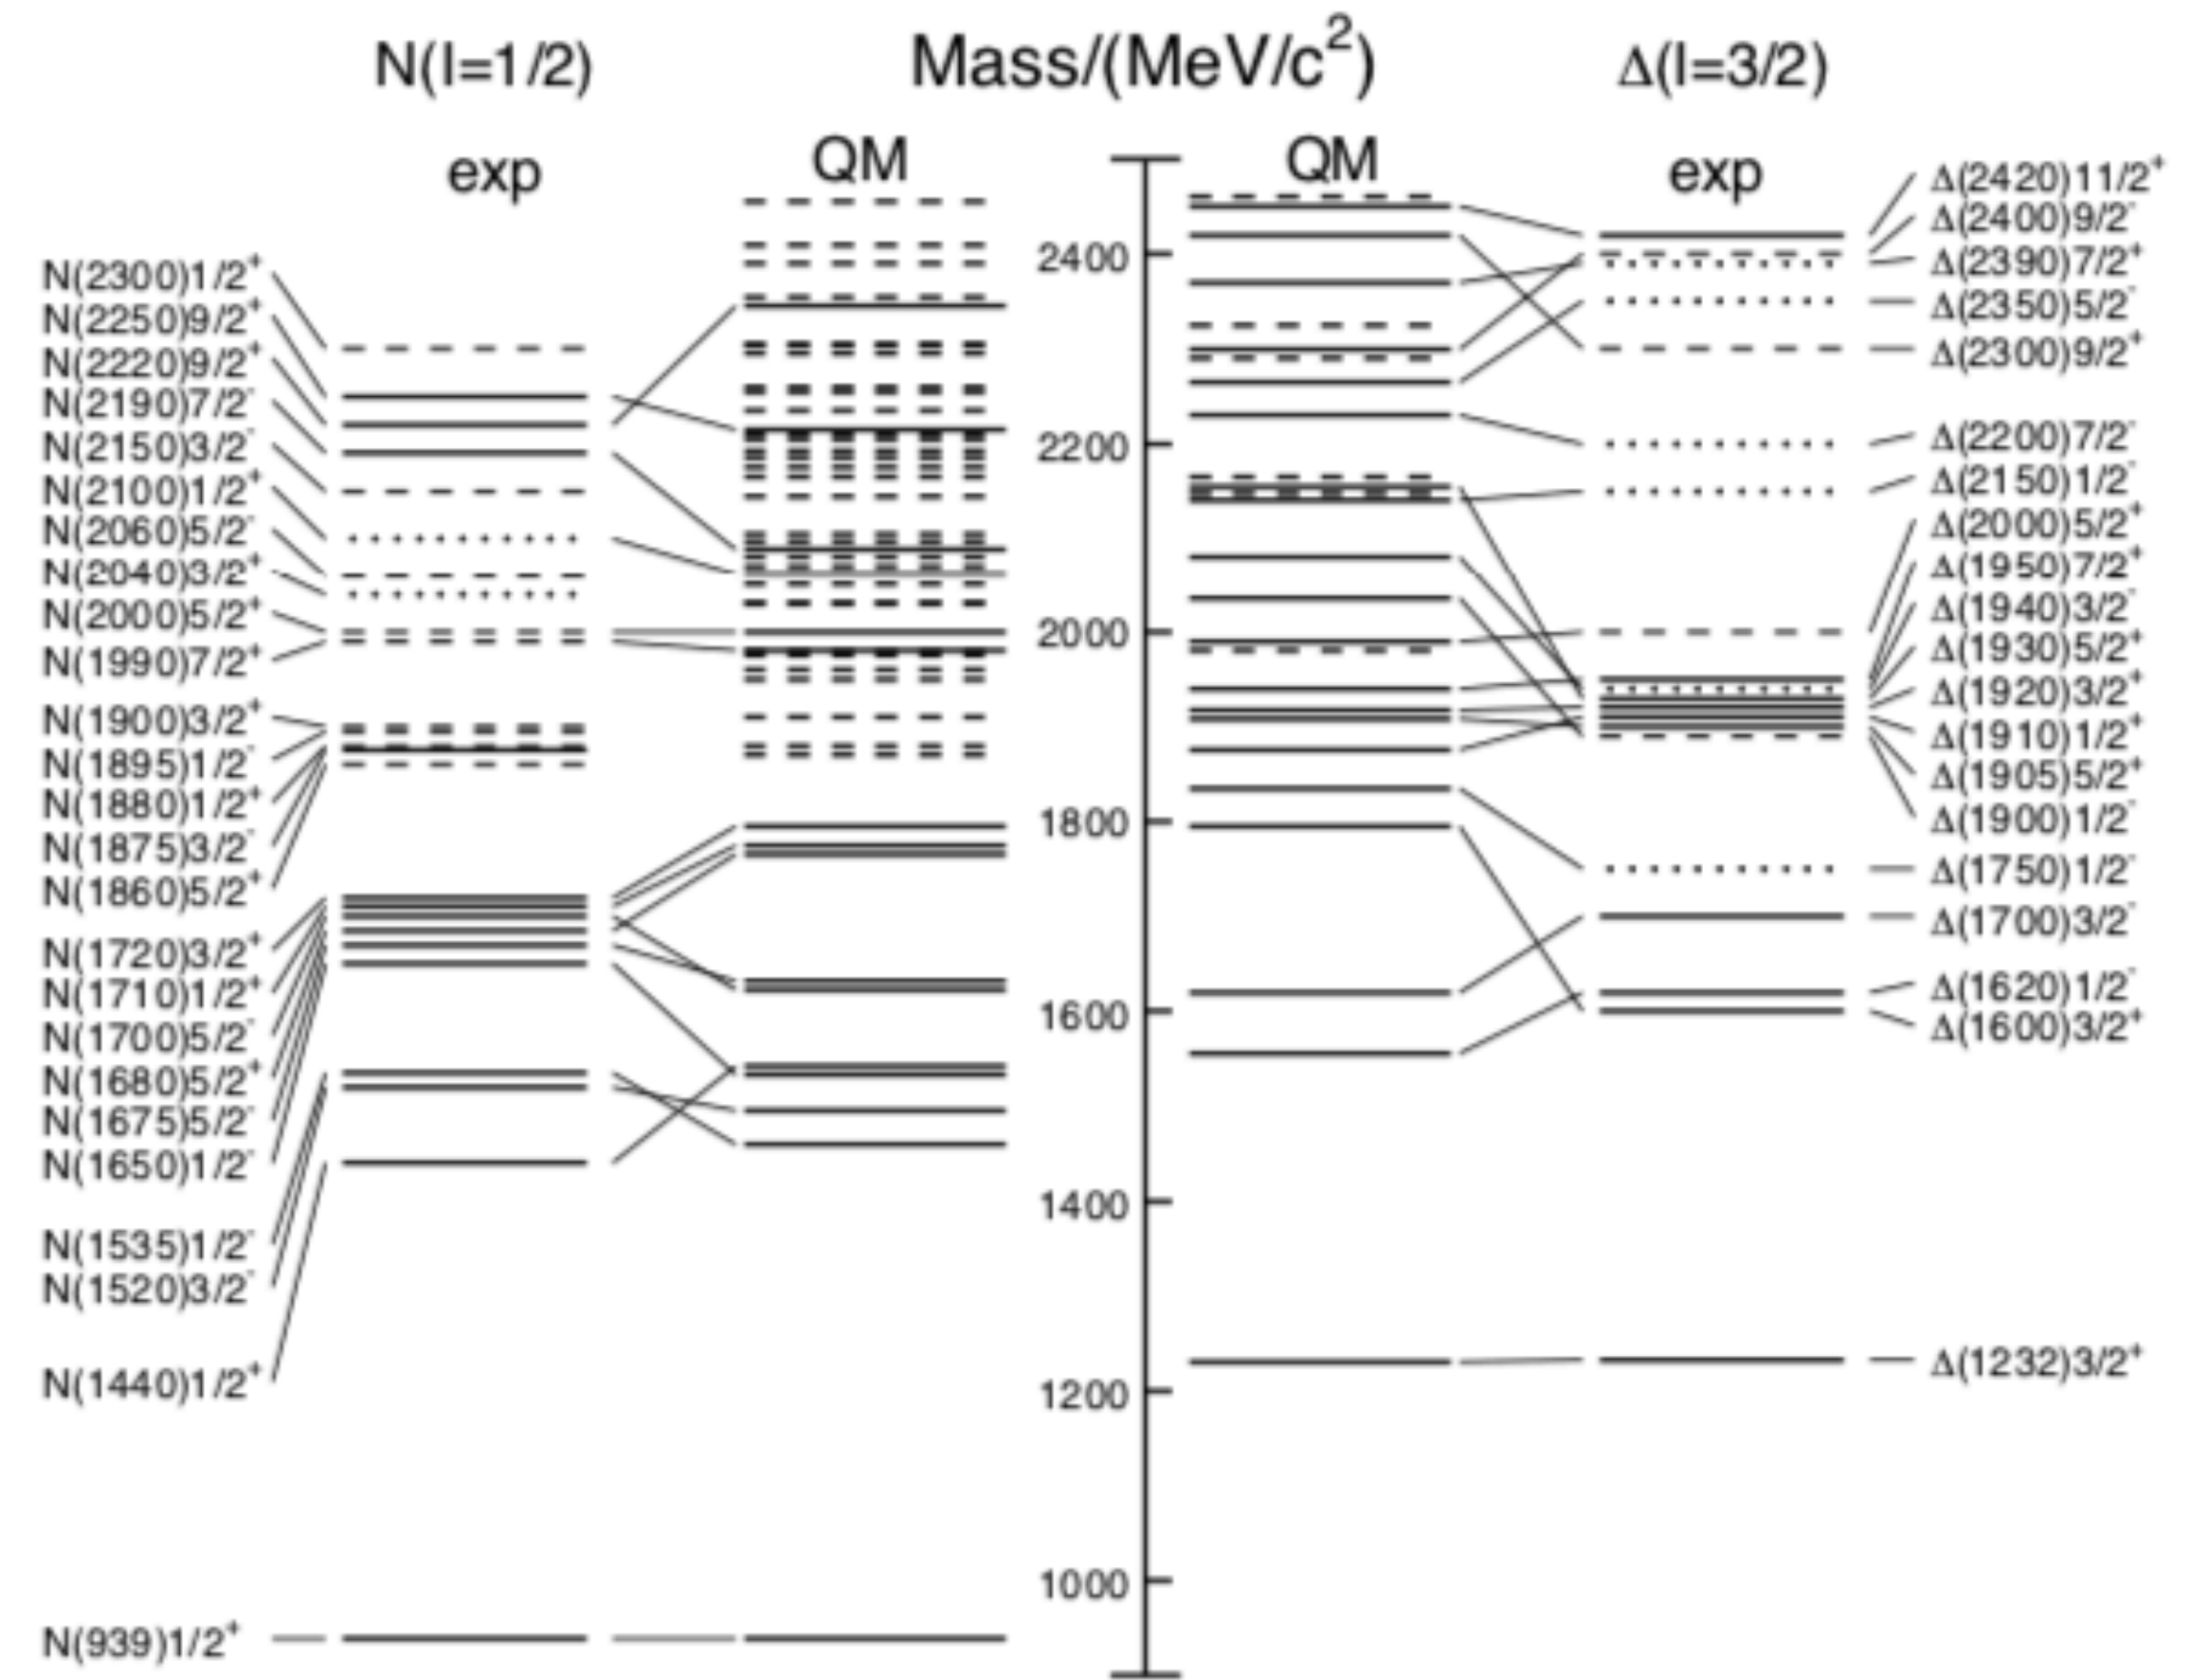 N(I=1/2)
Mass/(MeV/c²)
Δ(I=3/2)
exp
QM
QM
exp
N(2300)1/2⁺
N(2250)9/2⁺
N(2220)9/2⁺
N(2190)7/2⁻
N(2150)3/2⁻
N(2100)1/2⁺
N(2060)5/2⁻
N(2040)3/2⁺
N(2000)5/2⁺
N(1990)7/2⁺
N(1900)3/2⁺
N(1895)1/2⁻
N(1880)1/2⁺
N(1875)3/2⁻
N(1860)5/2⁺
N(1720)3/2⁺
N(1710)1/2⁺
N(1700)5/2⁻
N(1680)5/2⁺
N(1675)5/2⁻
N(1650)1/2⁻
N(1535)1/2⁻
N(1520)3/2⁻
N(1440)1/2⁺
N(939)1/2⁺
2400
2200
2000
1800
1600
1400
1200
1000
Δ(2420)11/2⁺
Δ(2400)9/2⁻
Δ(2390)7/2⁺
Δ(2350)5/2⁻
Δ(2300)9/2⁺
Δ(2200)7/2⁻
Δ(2150)1/2⁻
Δ(2000)5/2⁺
Δ(1950)7/2⁺
Δ(1940)3/2⁻
Δ(1930)5/2⁺
Δ(1920)3/2⁺
Δ(1910)1/2⁺
Δ(1905)5/2⁺
Δ(1900)1/2⁻
Δ(1750)1/2⁻
Δ(1700)3/2⁻
Δ(1620)1/2⁻
Δ(1600)3/2⁺
Δ(1232)3/2⁺